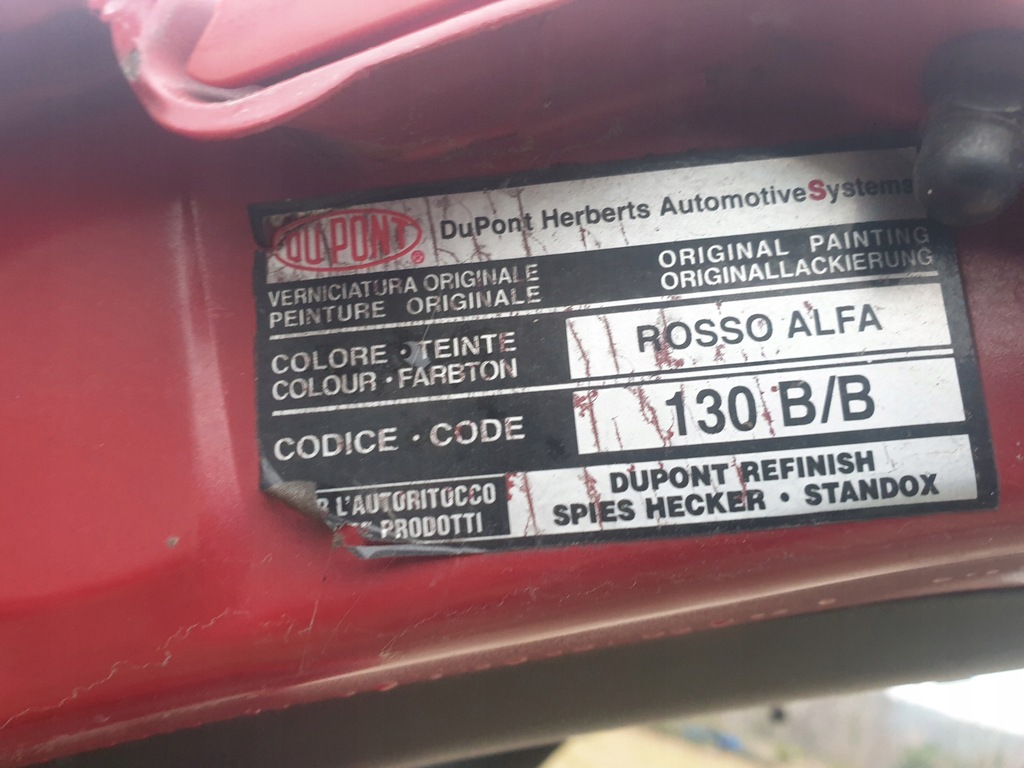 DUPONT® DuPont Herberts AutomotiveSystems
VERNICIATURA ORIGINALE ORIGINAL PAINTING
PEINTURE ORIGINALE ORIGINALLACKIERUNG
COLORE · TEINTE
COLOUR · FARBTON
ROSSO ALFA
CODICE · CODE 130 B/B
L'AUTORITOCCO
PRODOTTI
DUPONT REFINISH
SPIES HECKER · STANDOX